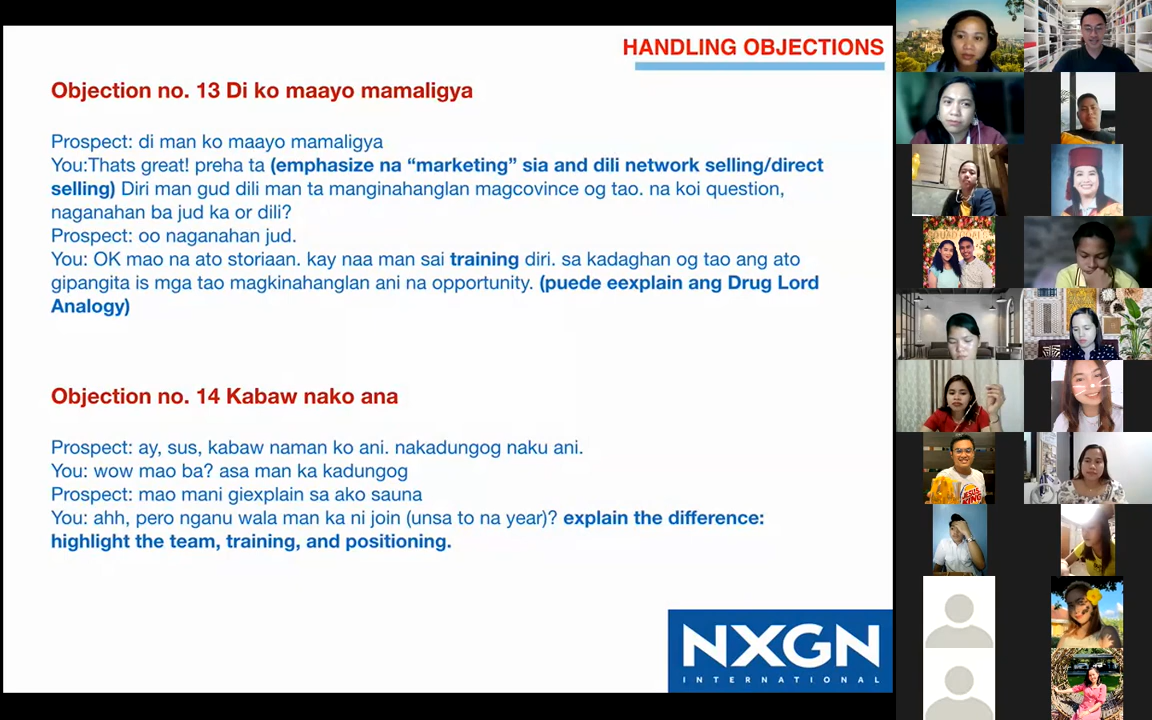 HANDLING OBJECTIONS
Objection no. 13 Di ko maayo mamaligya
Prospect: di man ko maayo mamaligya
You:Thats great! preha ta (emphasize na “marketing” sia and dili network selling/direct
selling) Diri man gud dili man ta manginahanglan magcovince og tao. na koi question,
naganahan ba jud ka or dili?
Prospect: oo naganahan jud.
You: OK mao na ato storiaan. kay naa man sai training diri. sa kadaghan og tao ang ato
gipangita is mga tao magkinahanglan ani na opportunity. (puede eexplain ang Drug Lord
Analogy)
Objection no. 14 Kabaw nako ana
Prospect: ay, sus, kabaw naman ko ani. nakadungog naku ani.
You: wow mao ba? asa man ka kadungog
Prospect: mao mani giexplain sa ako sauna
You: ahh, pero nganu wala man ka ni join (unsa to na year)? explain the difference:
highlight the team, training, and positioning.
NXGN
INTERNATIONAL
JESUS
KING